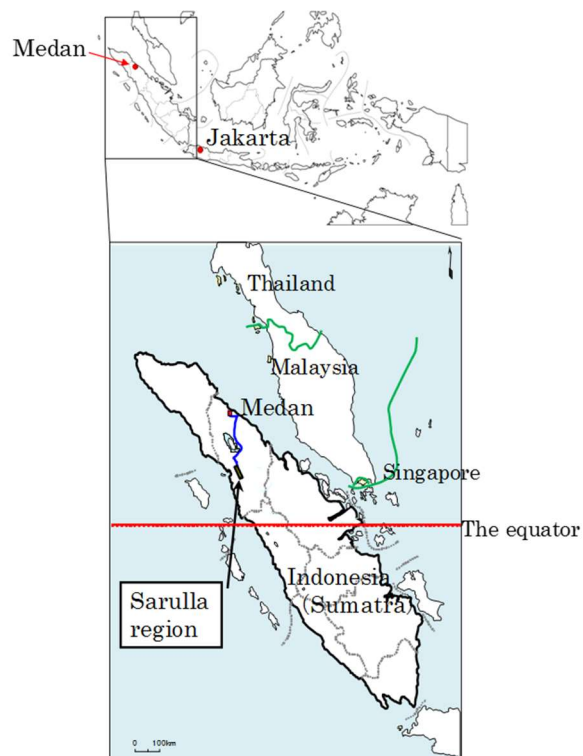 Medan
Jakarta
Thailand
Malaysia
Medan
Singapore
The equator
Indonesia
(Sumatra)
Sarulla
region
0 100km